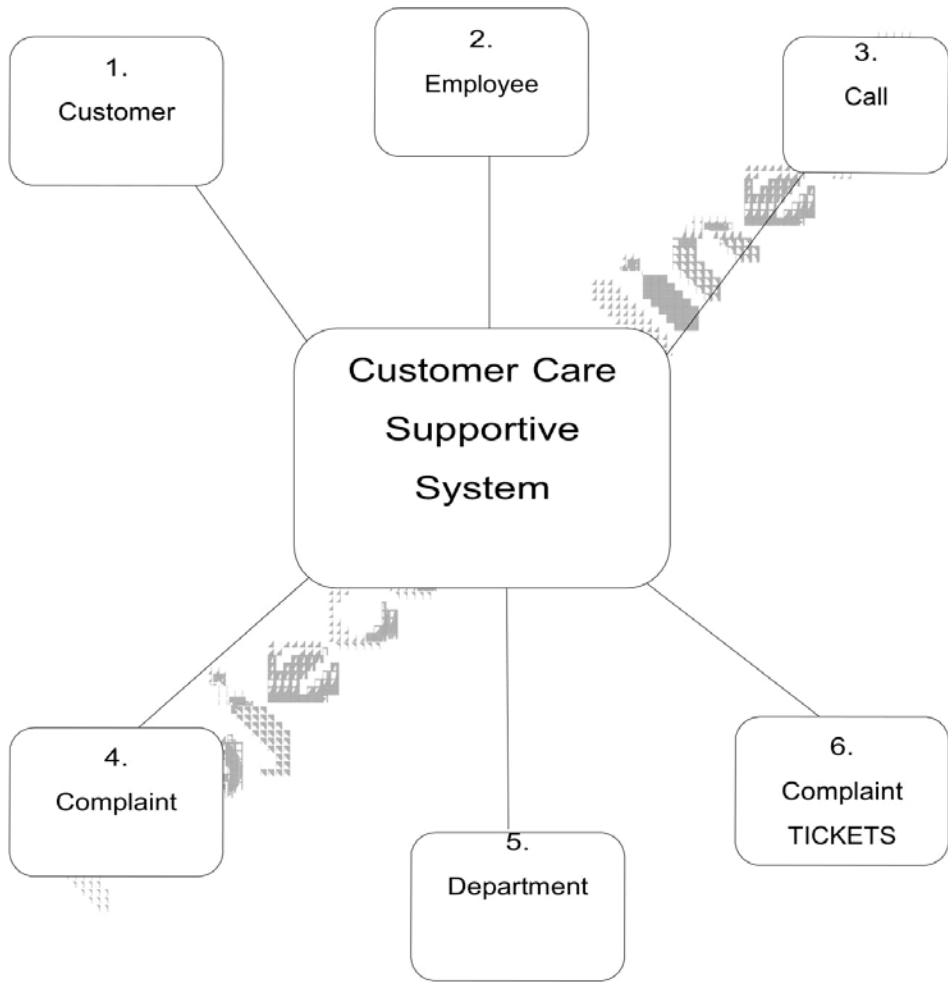 1.
Customer
2.
Employee
3.
Call
Customer Care
Supportive
System
4.
Complaint
5.
Department
6.
Complaint
TICKETS